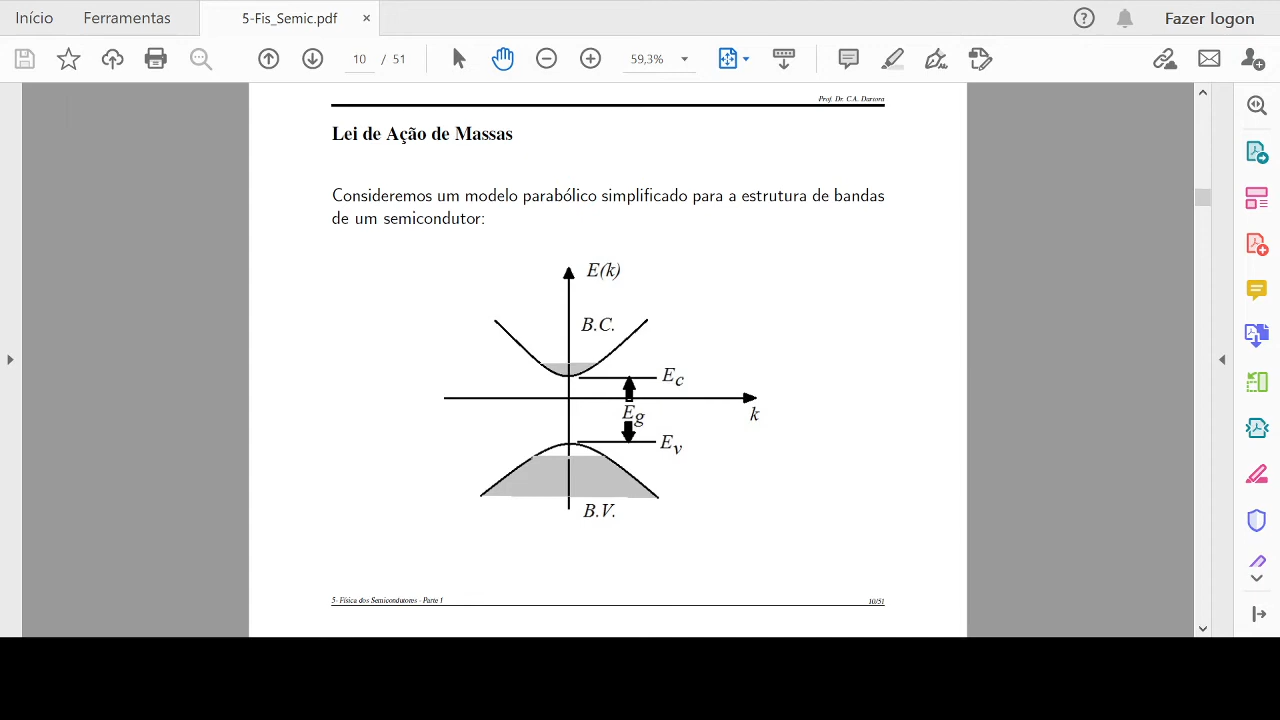 Início
Ferramentas
5-Fis_Semic.pdf
Fazer logon
10 / 51
59,3%
Prof. Dr. C.A. Dartora
Lei de Ação de Massas
Consideremos um modelo parabólico simplificado para a estrutura de bandas
de um semicondutor:
E(k)
B.C.
Ec
Eg
k
Ev
B.V.
5- Física dos Semicondutores - Parte I
10/51